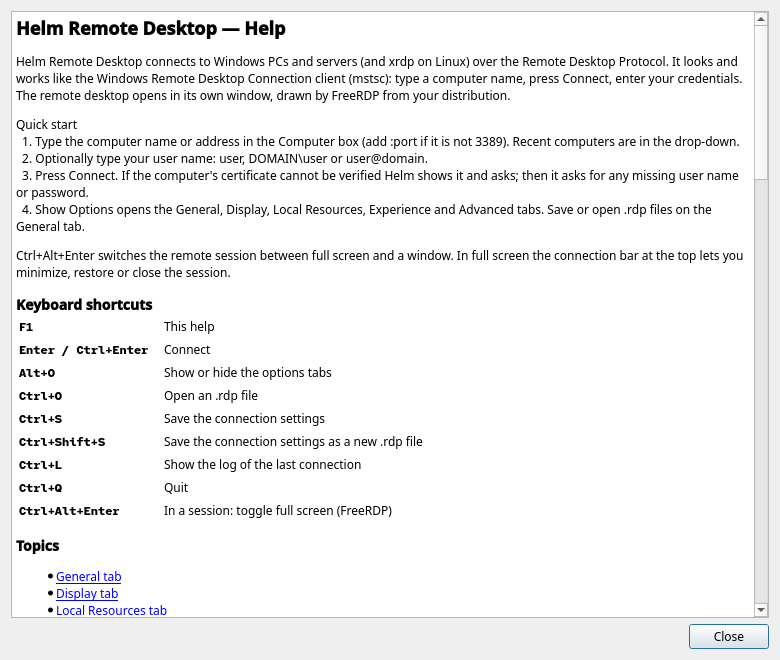 Helm Remote Desktop — Help
Helm Remote Desktop connects to Windows PCs and servers (and xrdp on Linux) over the Remote Desktop Protocol. It looks and
works like the Windows Remote Desktop Connection client (mstsc): type a computer name, press Connect, enter your credentials.
The remote desktop opens in its own window, drawn by FreeRDP from your distribution.
Quick start
1. Type the computer name or address in the Computer box (add :port if it is not 3389). Recent computers are in the drop-down.
2. Optionally type your user name: user, DOMAIN\user or user@domain.
3. Press Connect. If the computer's certificate cannot be verified Helm shows it and asks; then it asks for any missing user name
or password.
4. Show Options opens the General, Display, Local Resources, Experience and Advanced tabs. Save or open .rdp files on the
General tab.
Ctrl+Alt+Enter switches the remote session between full screen and a window. In full screen the connection bar at the top lets you
minimize, restore or close the session.
Keyboard shortcuts
F1 This help
Enter / Ctrl+Enter Connect
Alt+O Show or hide the options tabs
Ctrl+O Open an .rdp file
Ctrl+S Save the connection settings
Ctrl+Shift+S Save the connection settings as a new .rdp file
Ctrl+L Show the log of the last connection
Ctrl+Q Quit
Ctrl+Alt+Enter In a session: toggle full screen (FreeRDP)
Topics
General tab
Display tab
Local Resources tab
Close